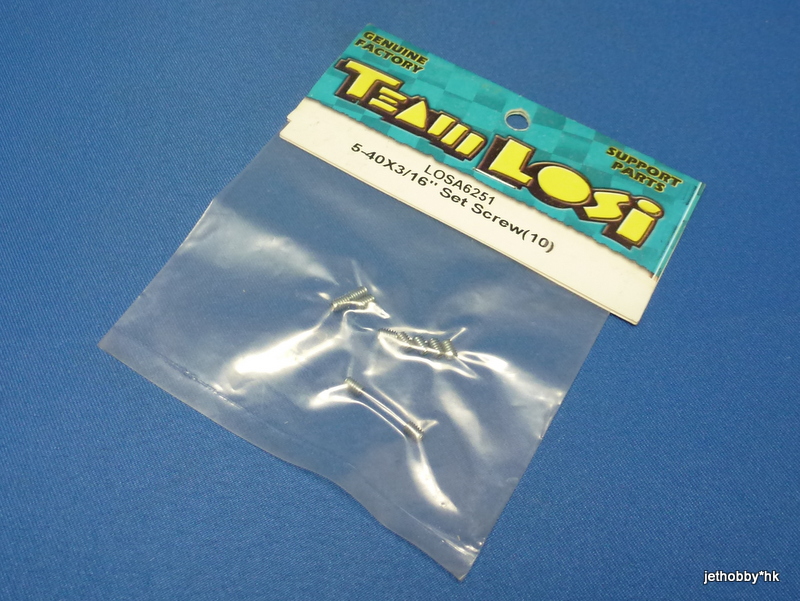 GENUINE
FACTORY
TEAM LOSI
SUPPORT
PARTS
LOSA6251
5-40X3/16" Set Screw(10)
jethobby*hk